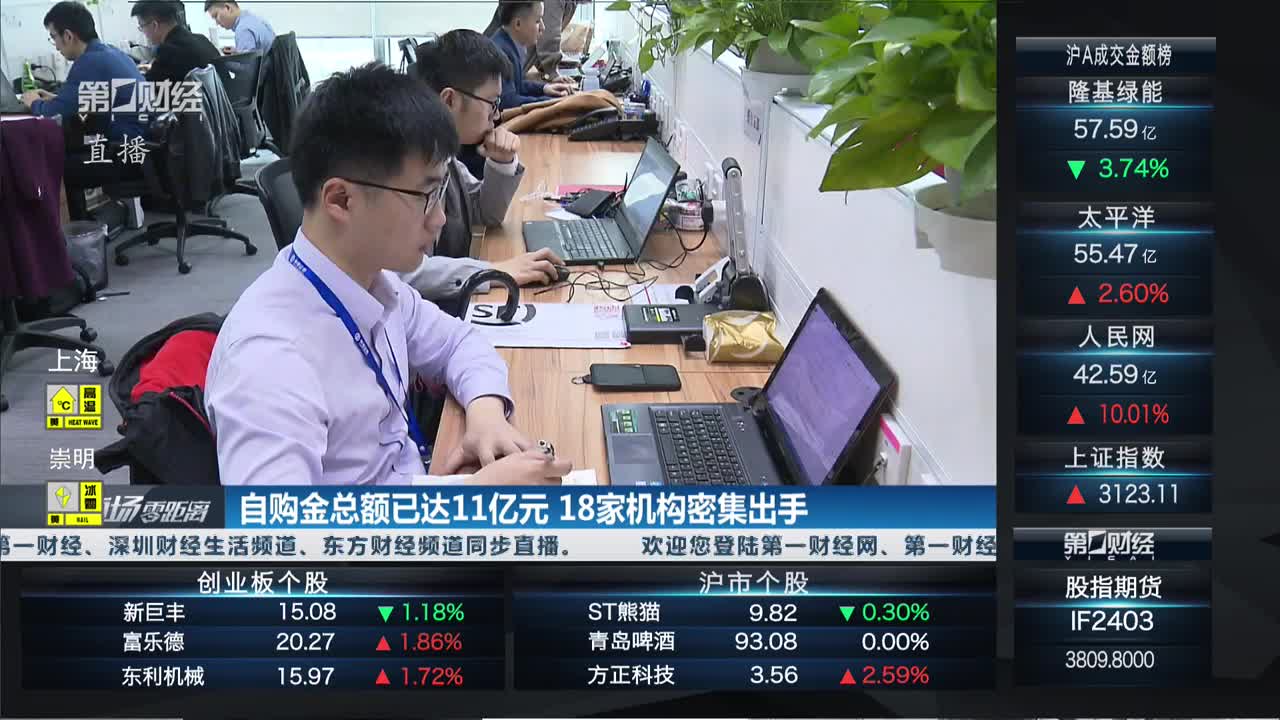 第一财经
YICAI
直播
上海
℃
高温
黄 HEAT WAVE
崇明
冰雹
黄 HAIL
市场零距离
自购金总额已达11亿元 18家机构密集出手
第一财经、深圳财经生活频道、东方财经频道同步直播。 欢迎您登陆第一财经网、第一财经
创业板个股
新巨丰 15.08 ▼ 1.18%
富乐德 20.27 ▲ 1.86%
东利机械 15.97 ▲ 1.72%
沪市个股
ST熊猫 9.82 ▼ 0.30%
青岛啤酒 93.08 0.00%
方正科技 3.56 ▲ 2.59%
沪A成交金额榜
隆基绿能
57.59亿
▼ 3.74%
太平洋
55.47亿
▲ 2.60%
人民网
42.59亿
▲ 10.01%
上证指数
▲ 3123.11
第一财经
YICAI
股指期货
IF2403
3809.8000